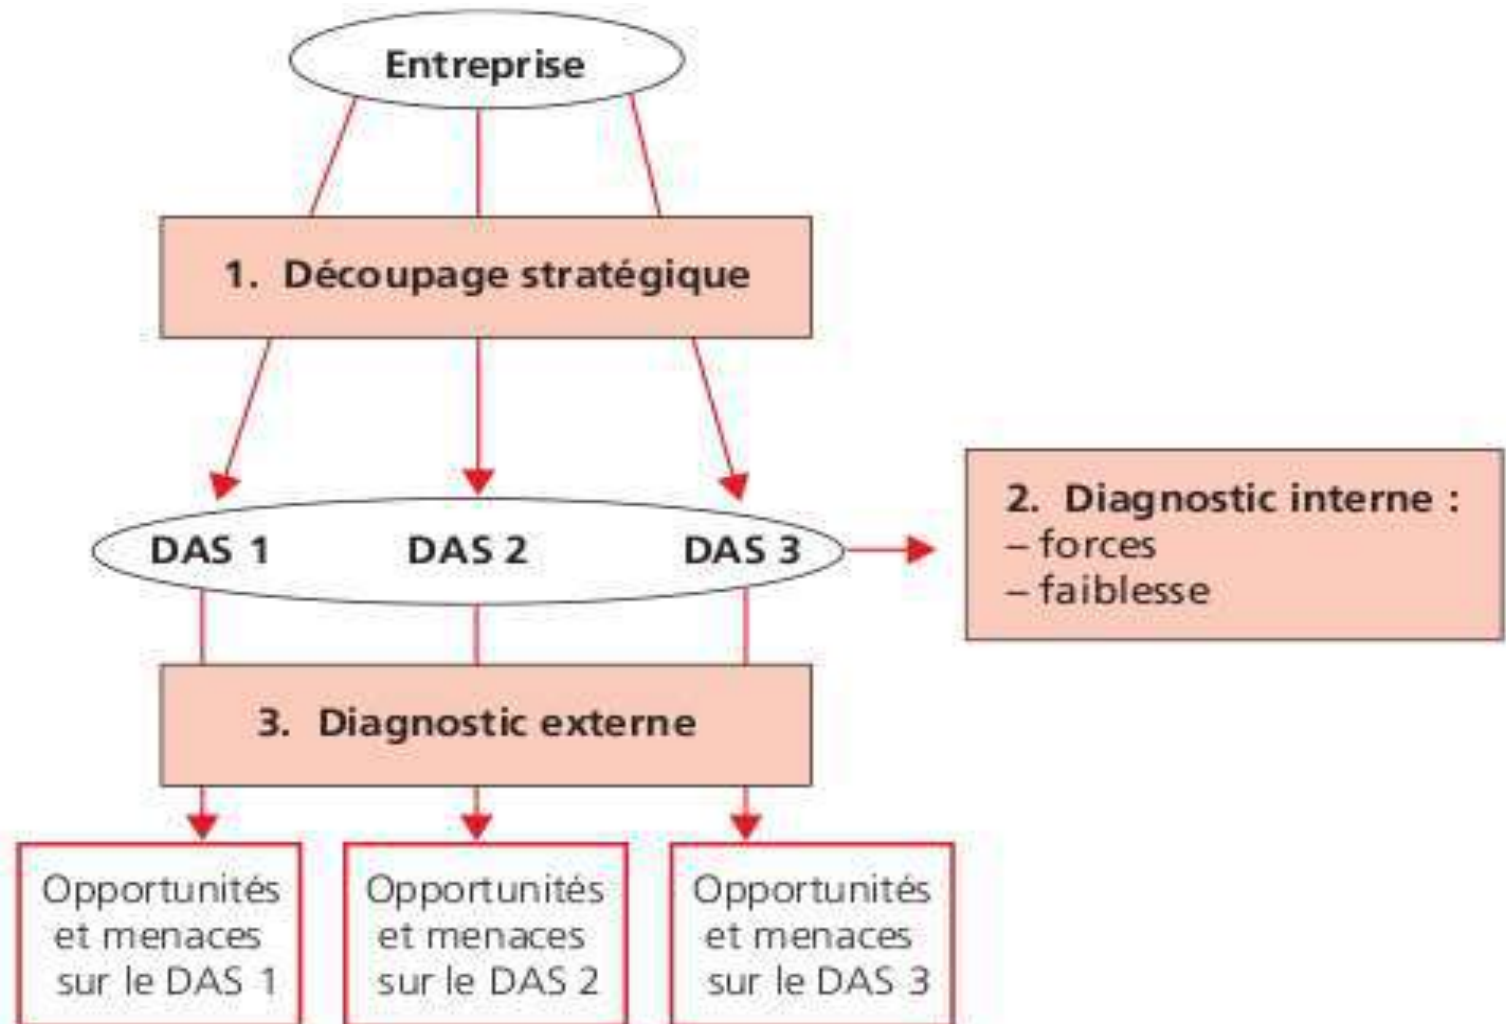 Entreprise
1. Découpage stratégique
DAS 1 DAS 2 DAS 3
2. Diagnostic interne :
– forces
– faiblesse
3. Diagnostic externe
Opportunités
et menaces
sur le DAS 1
Opportunités
et menaces
sur le DAS 2
Opportunités
et menaces
sur le DAS 3